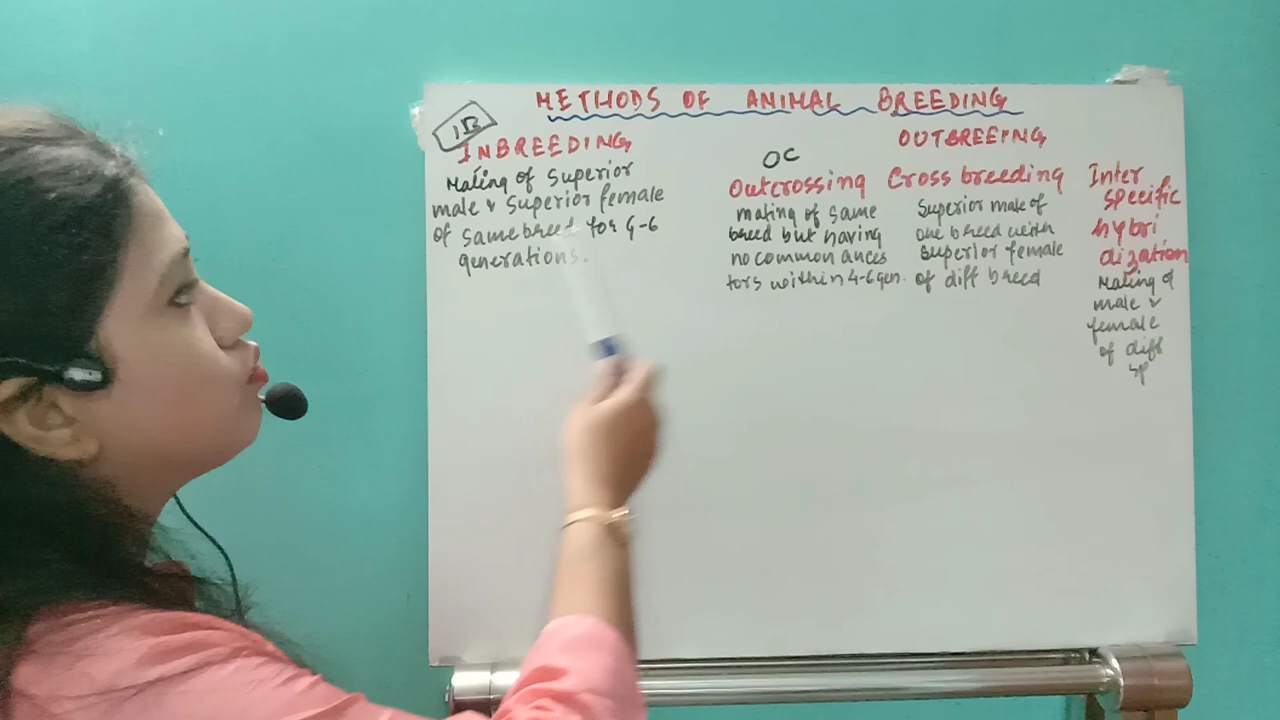 METHODS OF ANIMAL BREEDING
IB
INBREEDING
Mating of Superior
male & Superior female
of same breed for 4-6
generations.
OUTBREEING
OC
Outcrossing
mating of same
breed but having
no common ances
tors within 4-6 gen.
Cross breeding
Superior male of
one breed with
Superior female
of diff breed
Inter
specific
hybri
dization
Mating of
male &
female
of diff
sp